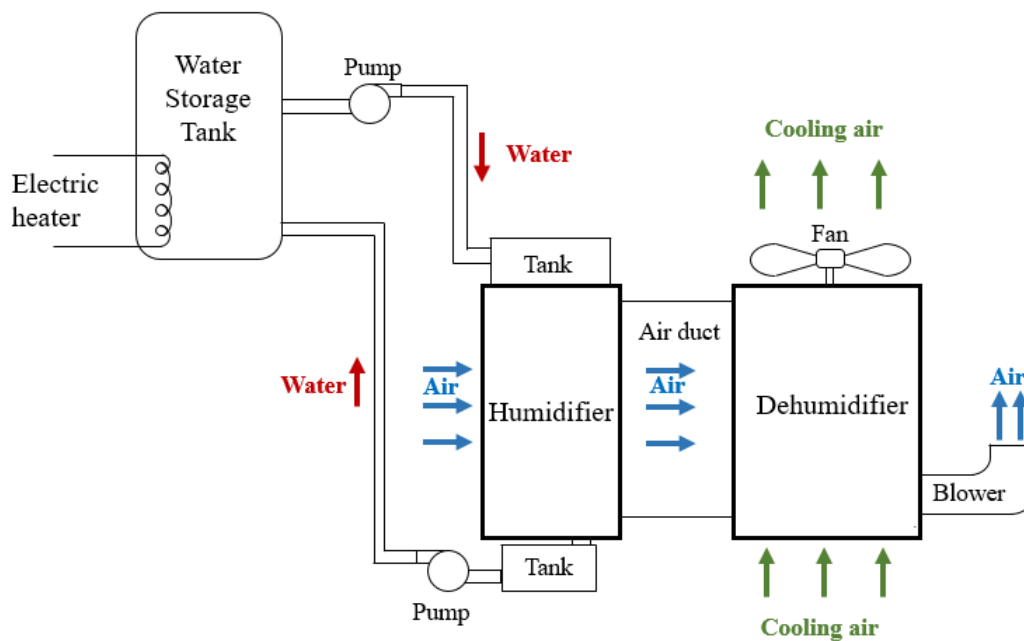 Water
Storage
Tank
Pump
Electric
heater
Water
Cooling air
Fan
Tank
Air duct
Water
Air
Air
Humidifier
Dehumidifier
Air
Blower
Tank
Pump
Cooling air